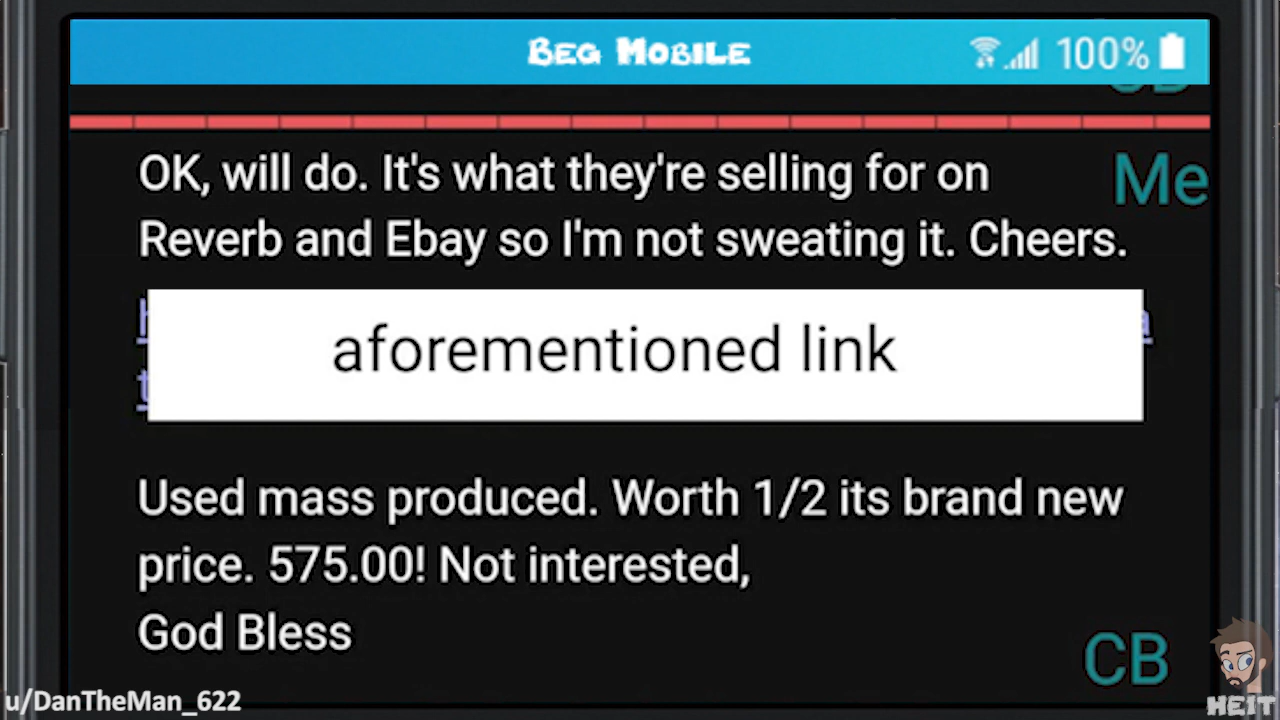 Beg Mobile
100%
OK, will do. It's what they're selling for on
Me
Reverb and Ebay so I'm not sweating it. Cheers.
aforementioned link
Used mass produced. Worth 1/2 its brand new
price. 575.00! Not interested,
God Bless
CB
u/DanTheMan_622
HEIT